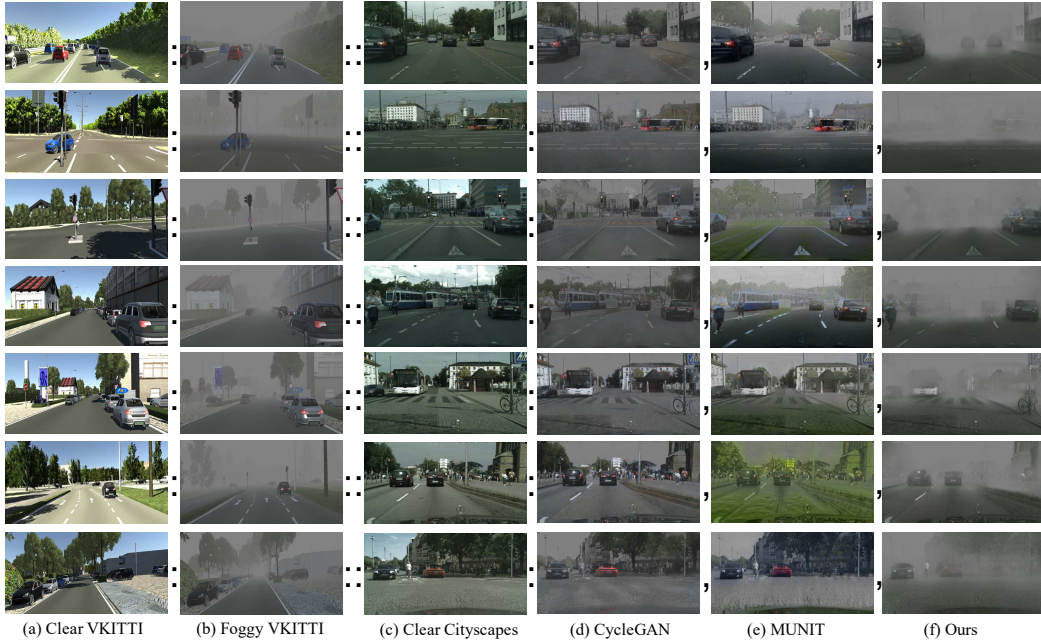 : :: : , ,
: :: : , ,
: :: : , ,
: :: : , ,
: :: : , ,
: :: : , ,
: :: : , ,
(a) Clear VKITTI (b) Foggy VKITTI (c) Clear Cityscapes (d) CycleGAN (e) MUNIT (f) Ours